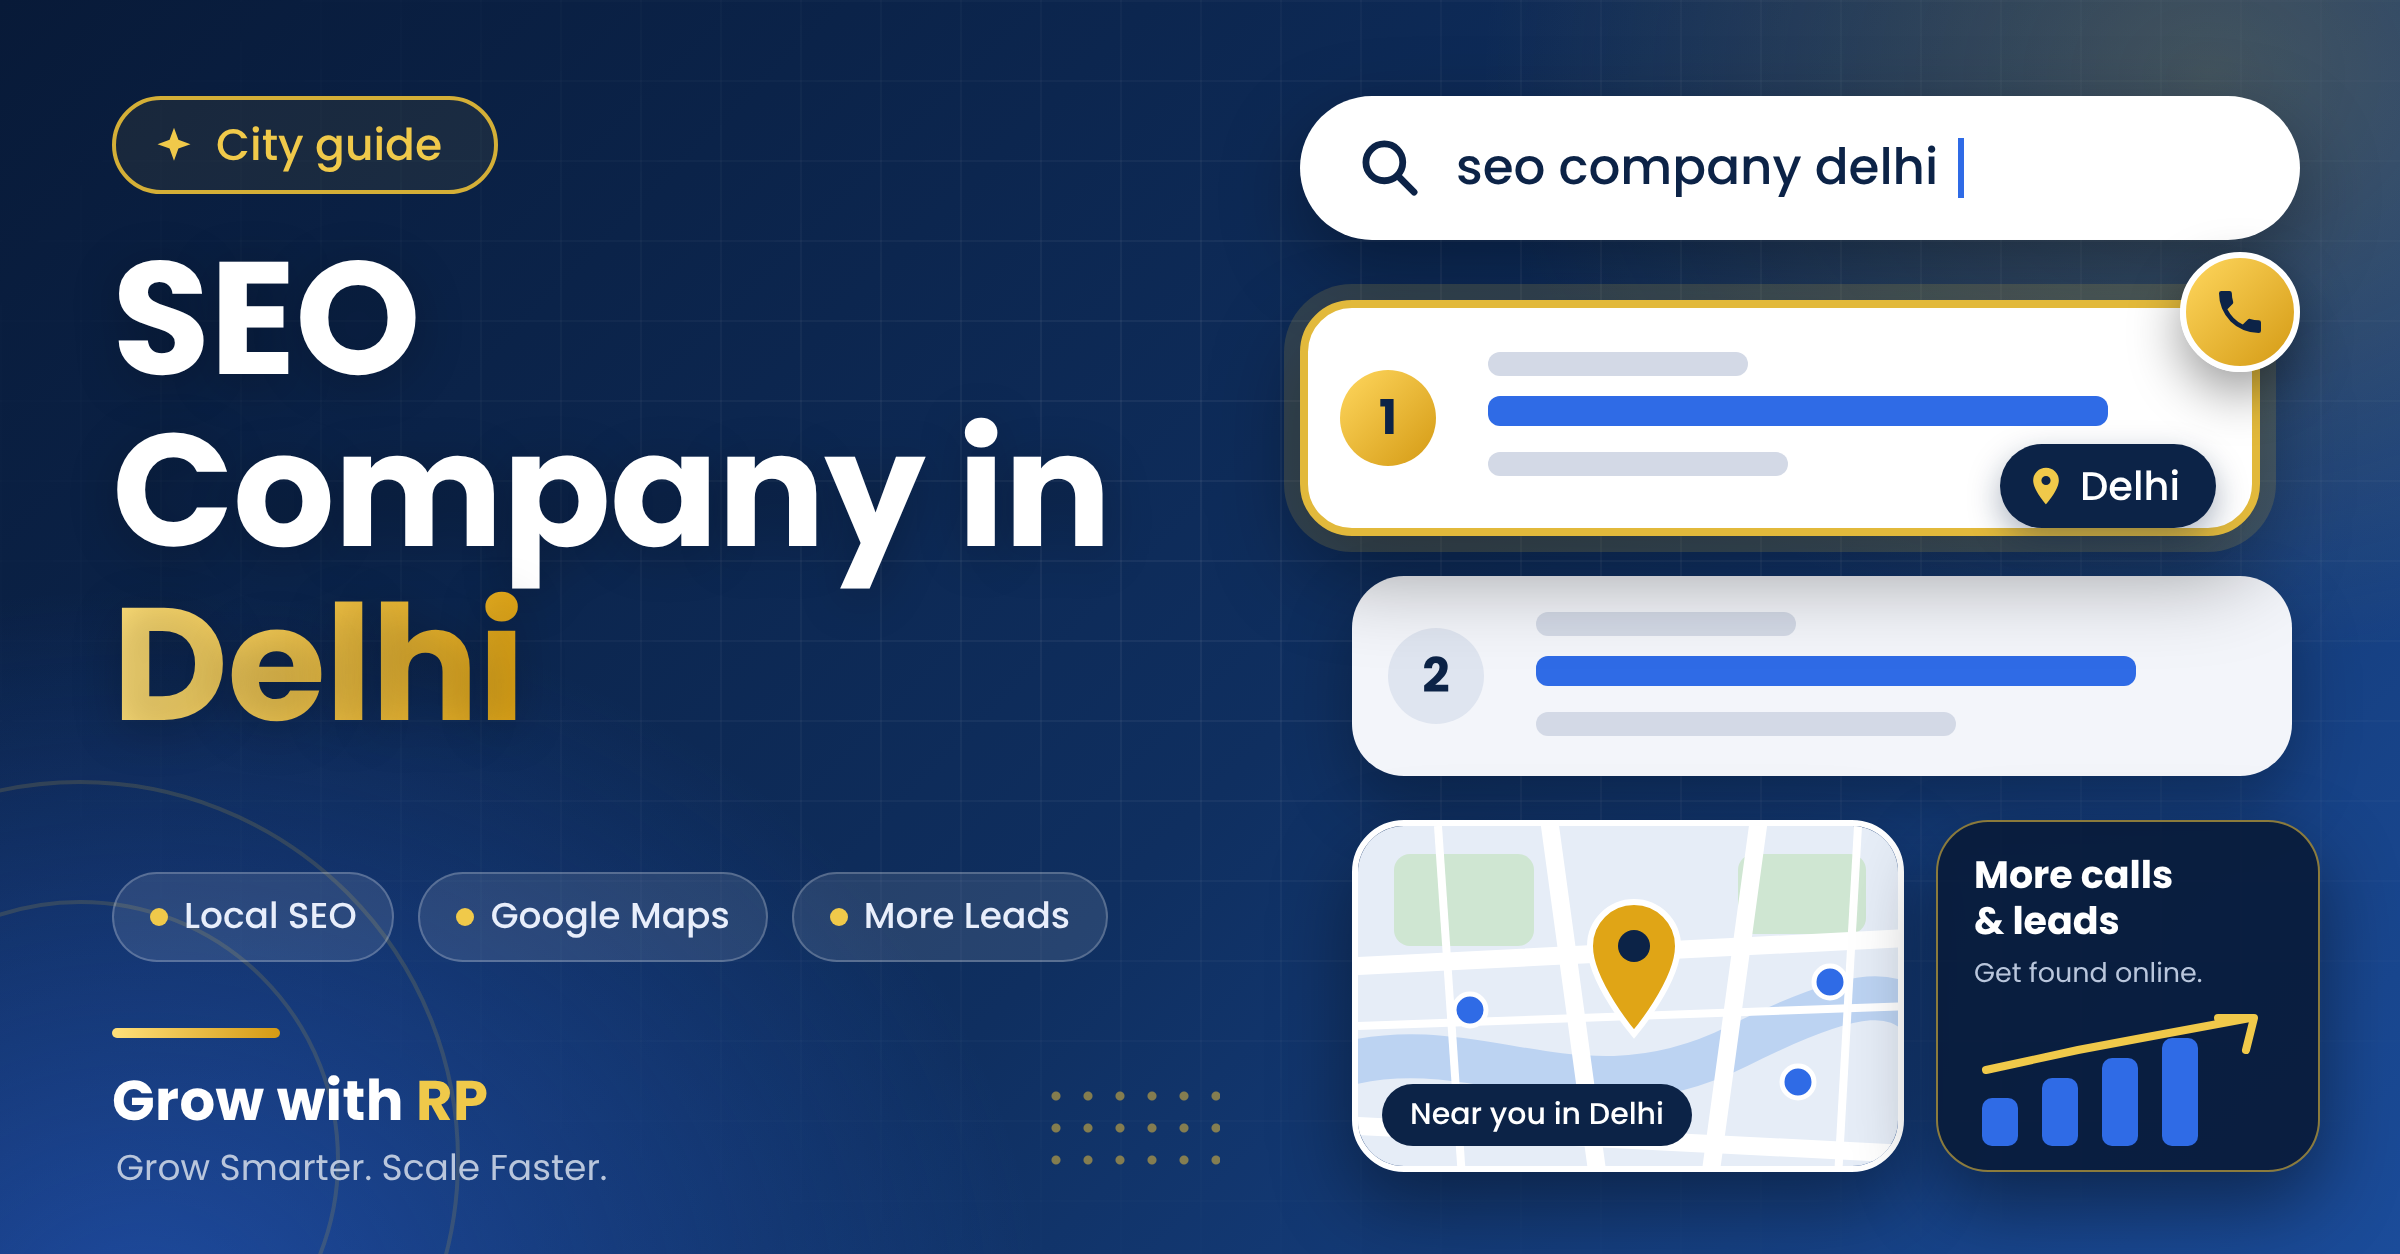 City guide
SEO
Company in
Delhi
Local SEO
Google Maps
More Leads
Grow with RP
Grow Smarter. Scale Faster.
seo company delhi
1
Delhi
2
Near you in Delhi
More calls
& leads
Get found online.